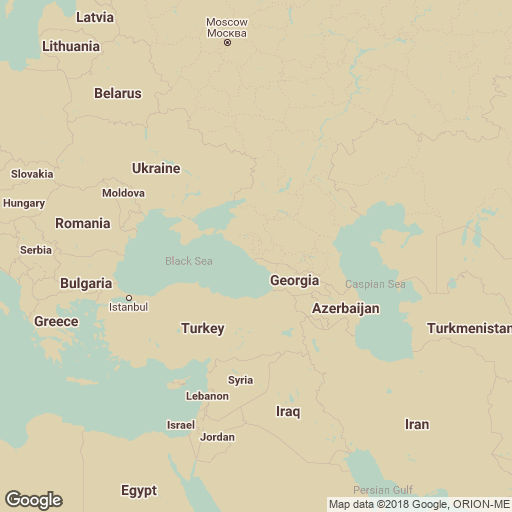 Latvia
Moscow
Москва
Lithuania
Belarus
Ukraine
Slovakia
Moldova
Hungary
Romania
Serbia
Black Sea
Bulgaria
Georgia
Caspian Sea
Istanbul
Azerbaijan
Greece
Turkey
Turkmenistan
Syria
Lebanon
Iraq
Israel
Iran
Jordan
Egypt
Persian Gulf
Google
Map data ©2018 Google, ORION-ME